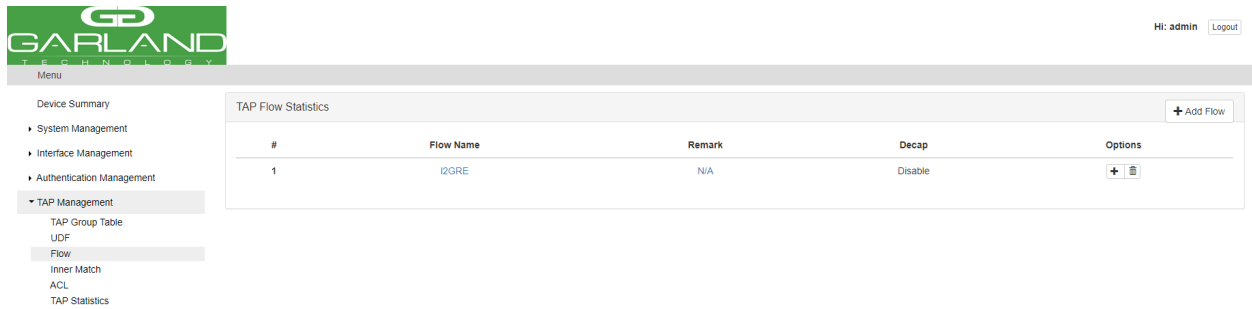 GARLAND
TECHNOLOGY
Hi: admin Logout
Menu
Device Summary
System Management
Interface Management
Authentication Management
TAP Management
TAP Group Table
UDF
Flow
Inner Match
ACL
TAP Statistics
TAP Flow Statistics
+ Add Flow
# Flow Name Remark Decap Options
1 l2GRE N/A Disable +